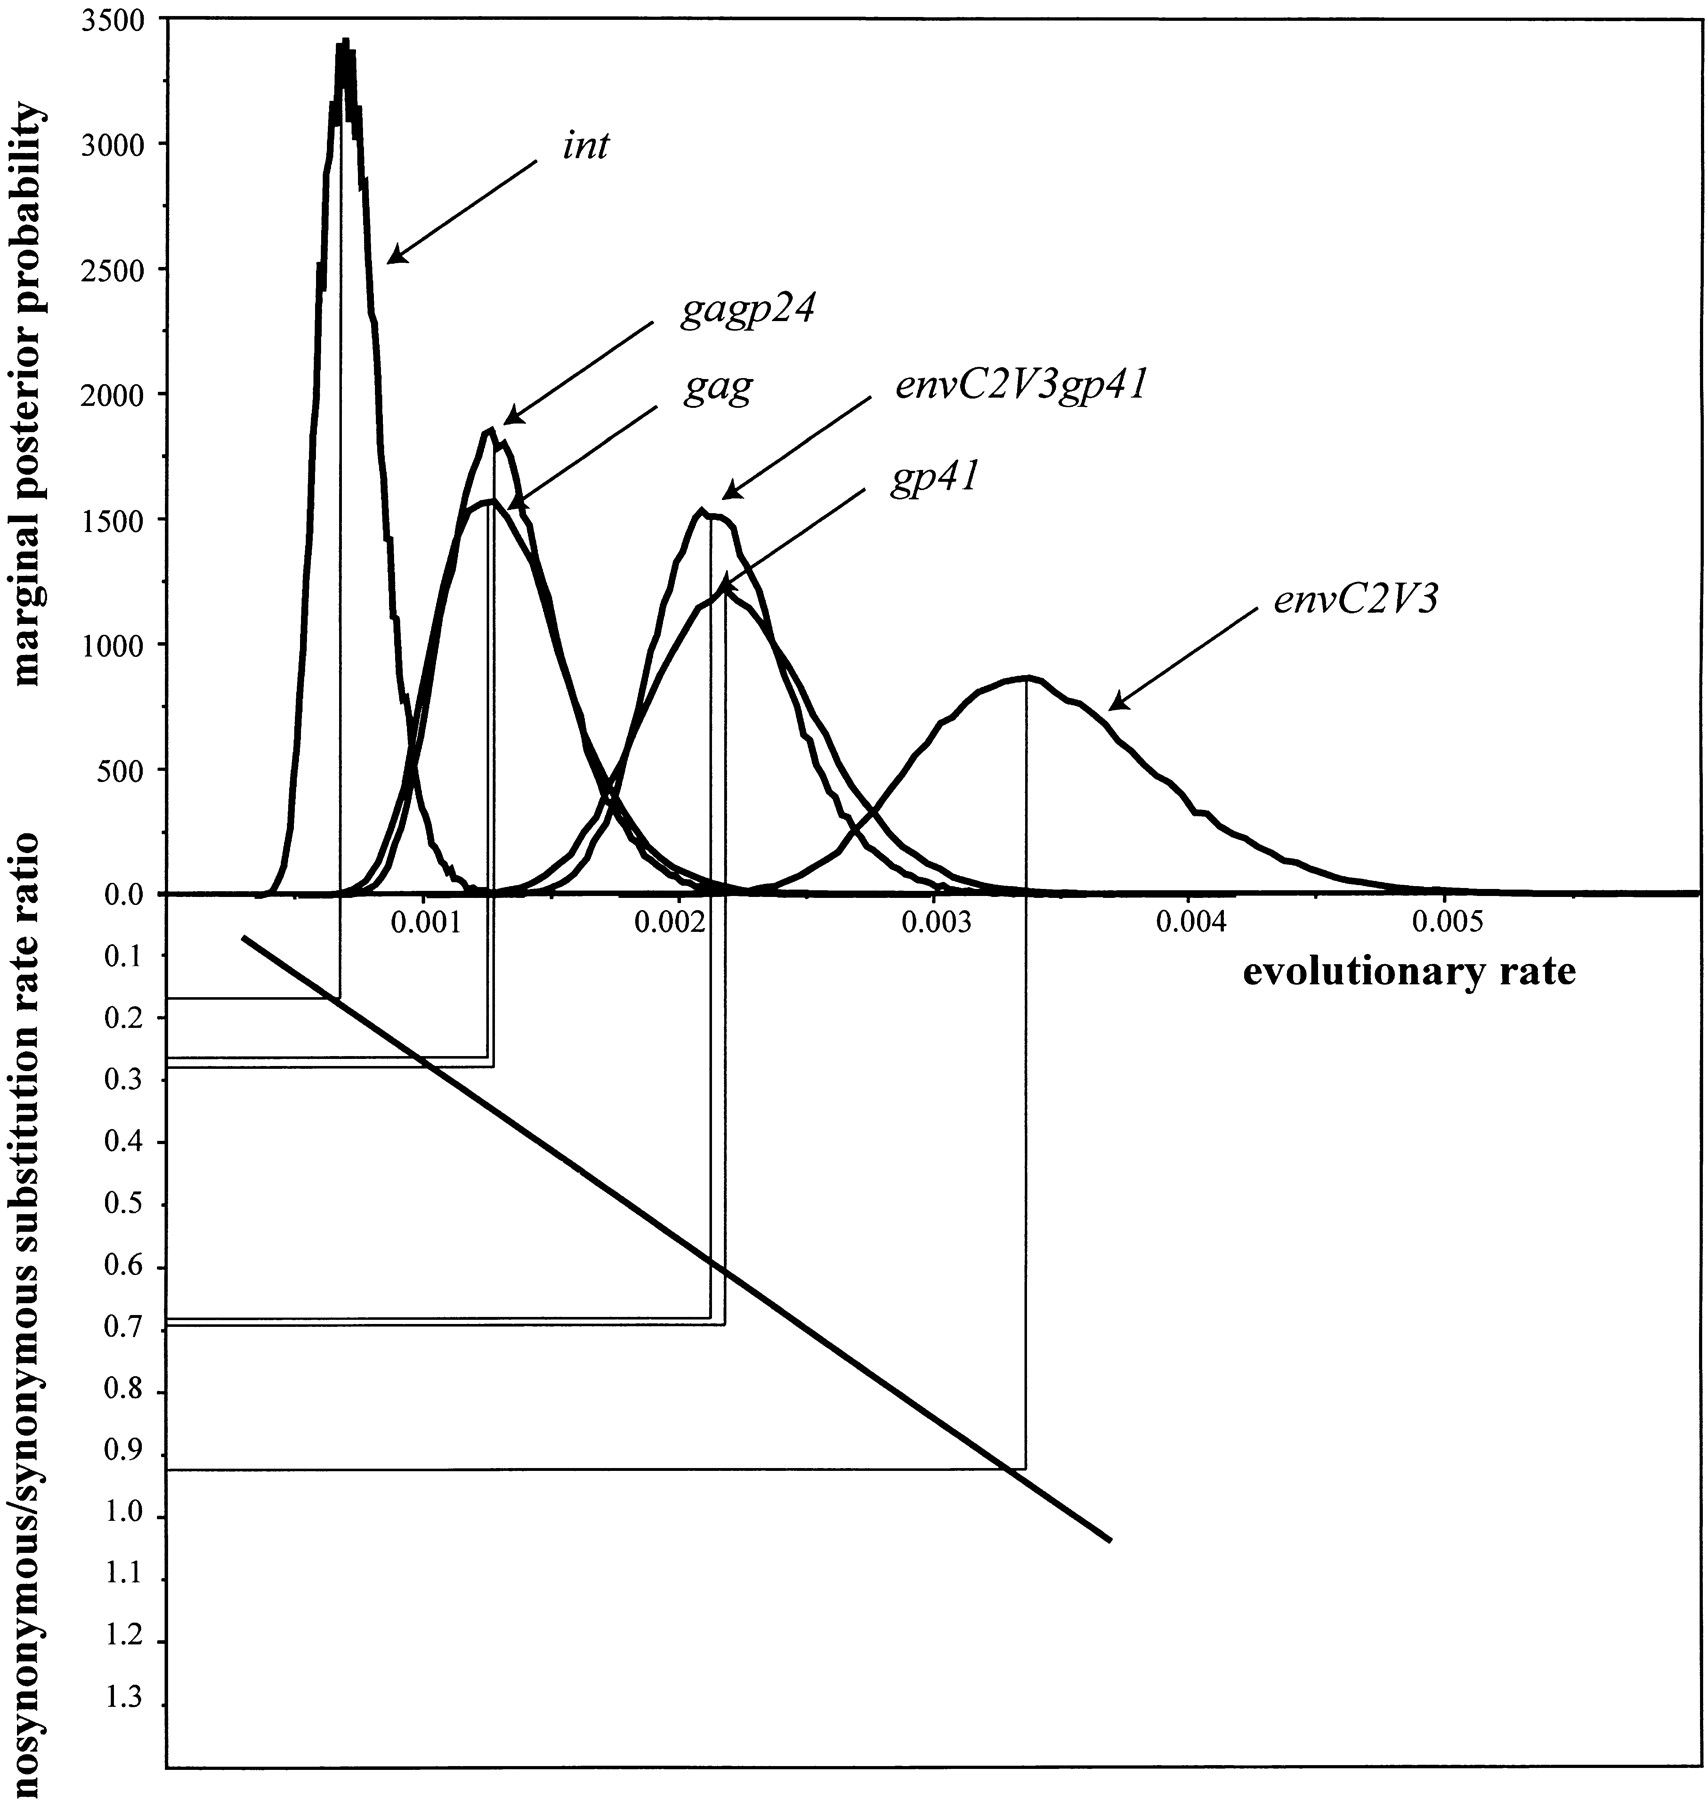 3500
3000
2500
2000
1500
1000
500
0.0
0.1
0.2
0.3
0.4
0.5
0.6
0.7
0.8
0.9
1.0
1.1
1.2
1.3
marginal posterior probability
nosynonymous/synonymous substitution rate ratio
int
gagp24
gag
envC2V3gp41
gp41
envC2V3
0.001 0.002 0.003 0.004 0.005
evolutionary rate